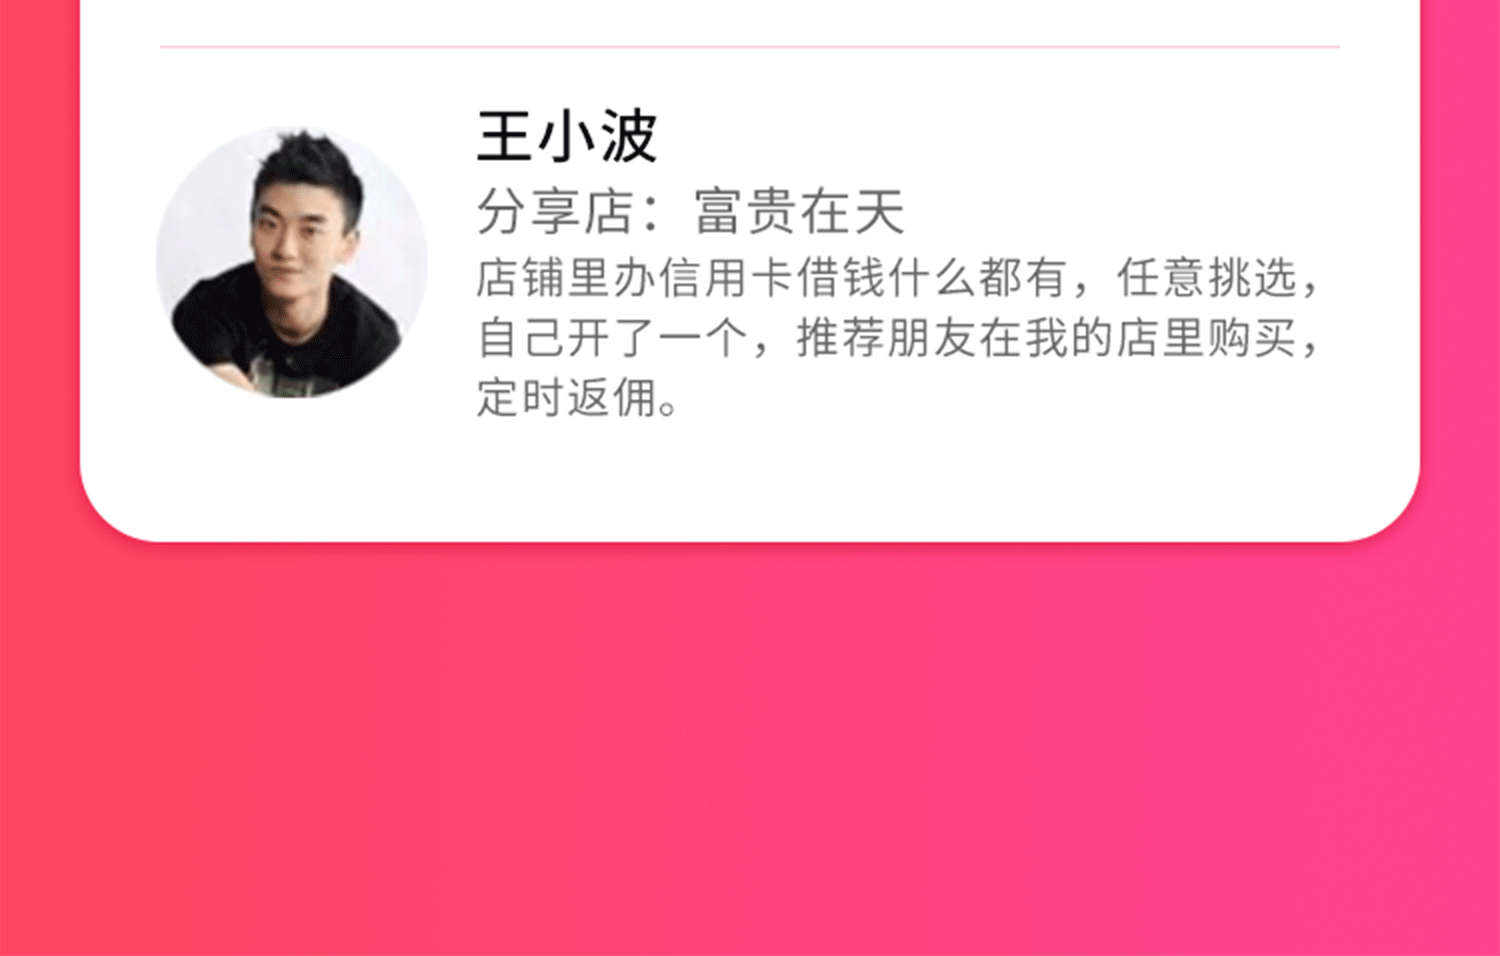 王小波
分享店：富贵在天
店铺里办信用卡借钱什么都有，任意挑选，
自己开了一个，推荐朋友在我的店里购买，
定时返佣。